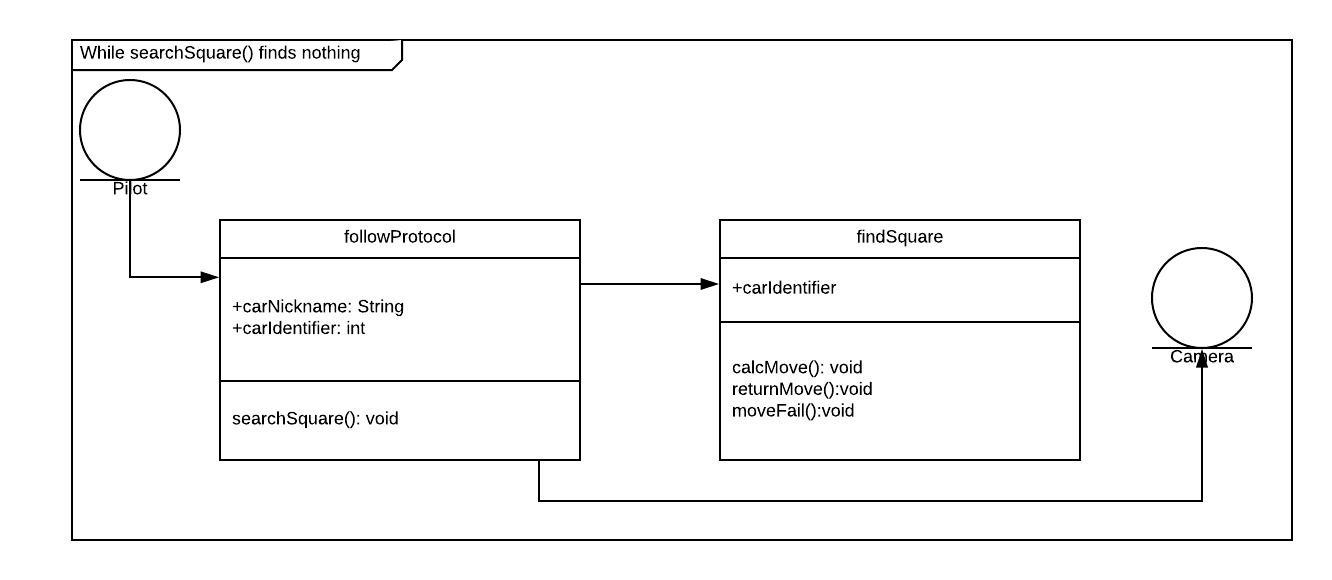 While searchSquare() finds nothing
Pilot
followProtocol
+carNickname: String
+carIdentifier: int
searchSquare(): void
findSquare
+carIdentifier
calcMove(): void
returnMove():void
moveFail():void
Camera